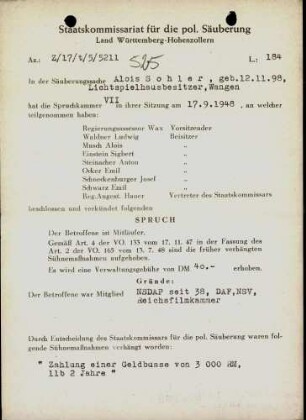 Staatskommissariat für die pol. Säuberung
Land Württemberg-Hohenzollern
Az.: Z/17/t/5/5211
L.: 184
In der Säuberungssache Alois Sohler, geb.12.11.98,
Lichtspielhausbesitzer, Wangen
hat die Spruchkammer VII in ihrer Sitzung am 17.9.1948, an welcher
teilgenommen haben:
Regierungsassessor Wax Vorsitzender
Waldner Ludwig Beisitzer
Musch Alois "
Einstein Sigbert "
Steinacher Anton "
Ocker Emil "
Schneckenburger Josef "
Schwarz Emil "
Reg.August Hauer Vertreter des Staatskommissars
beschlossen und verkündet folgenden
SPRUCH
Der Betroffene ist Mitläufer.
Gemäß Art. 4 der VO. 133 vom 17. 11. 47 in der Fassung des
Art. 2 der VO. 165 vom 13. 7. 48 sind die früher verhängten
Sühnemaßnahmen aufgehoben.
Es wird eine Verwaltungsgebühr von DM 40.- erhoben.
Gründe:
Der Betroffene war Mitglied NSDAP seit 38, DAF, NSV,
Reichsfilmkammer
Durch Entscheidung des Staatskommissars für die pol. Säuberung waren fol-
gende Sühnemaßnahmen verhängt worden:
" Zahlung einer Geldbusse von 3 000 RM,
11b 2 Jahre "